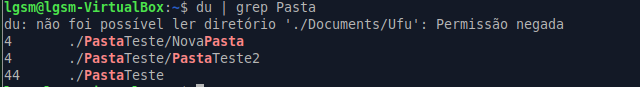 lgsm@lgsm-VirtualBox:~$ du | grep Pasta
du: não foi possível ler diretório './Documents/Ufu': Permissão negada
4       ./PastaTeste/NovaPasta
4       ./PastaTeste/PastaTeste2
44      ./PastaTeste